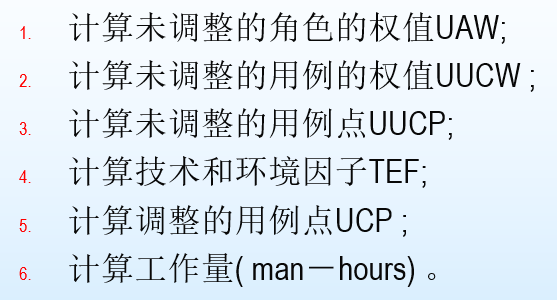 1. 计算未调整的角色的权值UAW;
2. 计算未调整的用例的权值UUCW ;
3. 计算未调整的用例点UUCP;
4. 计算技术和环境因子TEF;
5. 计算调整的用例点UCP ;
6. 计算工作量( man－hours) 。